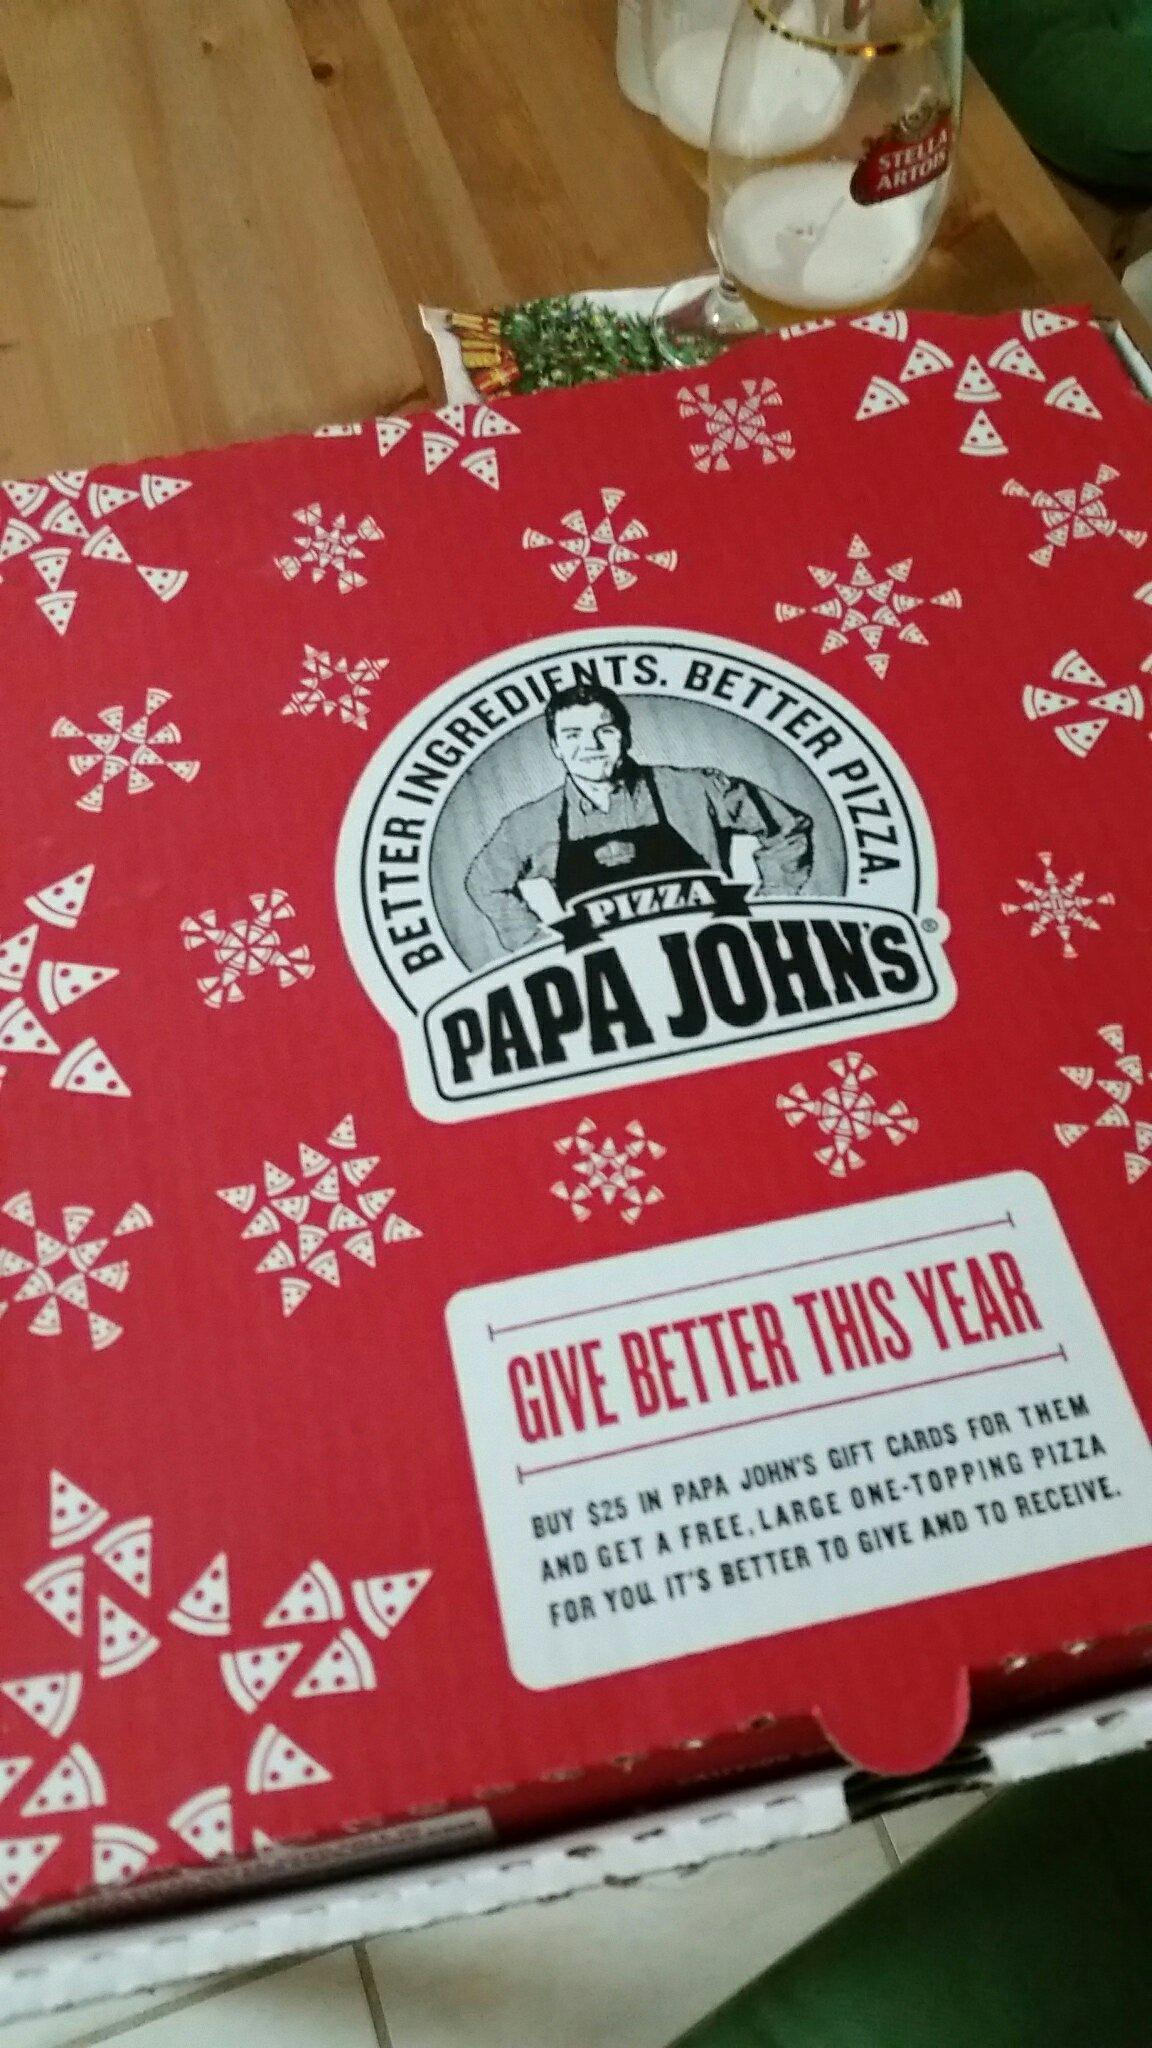 STELLA
ARTOIS
BETTER INGREDIENTS. BETTER PIZZA.
PIZZA
PAPA JOHN'S®
GIVE BETTER THIS YEAR
BUY $25 IN PAPA JOHN'S GIFT CARDS FOR THEM
AND GET A FREE, LARGE ONE-TOPPING PIZZA
FOR YOU. IT'S BETTER TO GIVE AND TO RECEIVE.